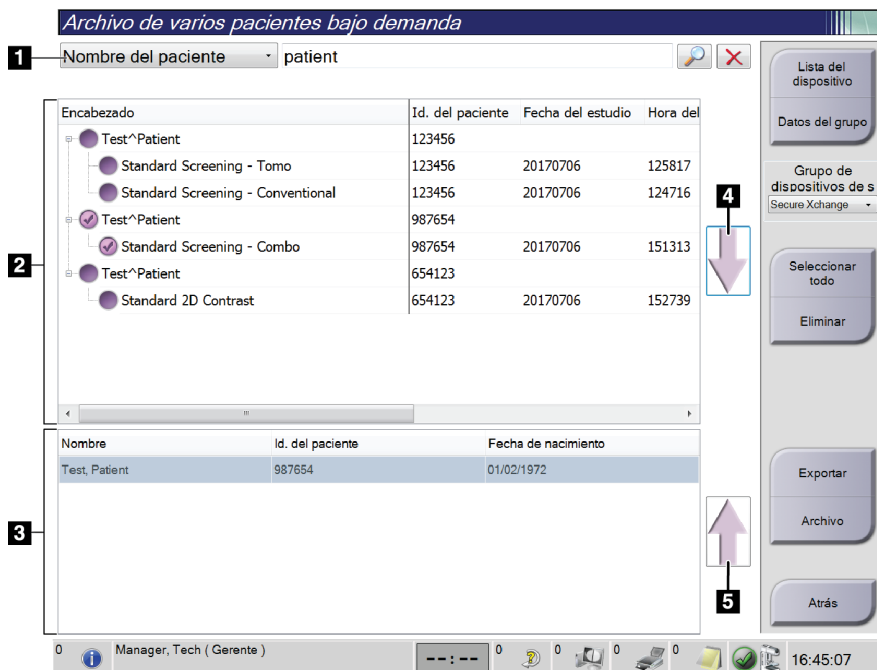 Archivo de varios pacientes bajo demanda
1
Nombre del paciente patient
Lista del dispositivo
Datos del grupo
Grupo de
dispositivos de s
Secure Xchange
Seleccionar todo
Eliminar
Exportar
Archivo
Atrás
2
Encabezado Id. del paciente Fecha del estudio Hora del
Test^Patient 123456
Standard Screening - Tomo 123456 20170706 125817
Standard Screening - Conventional 123456 20170706 124716
Test^Patient 987654
Standard Screening - Combo 987654 20170706 151313
Test^Patient 654123
Standard 2D Contrast 654123 20170706 152739
4
3
Nombre Id. del paciente Fecha de nacimiento
Test, Patient 987654 01/02/1972
5
0 Manager, Tech ( Gerente ) --:-- 0 0 0 0 16:45:07